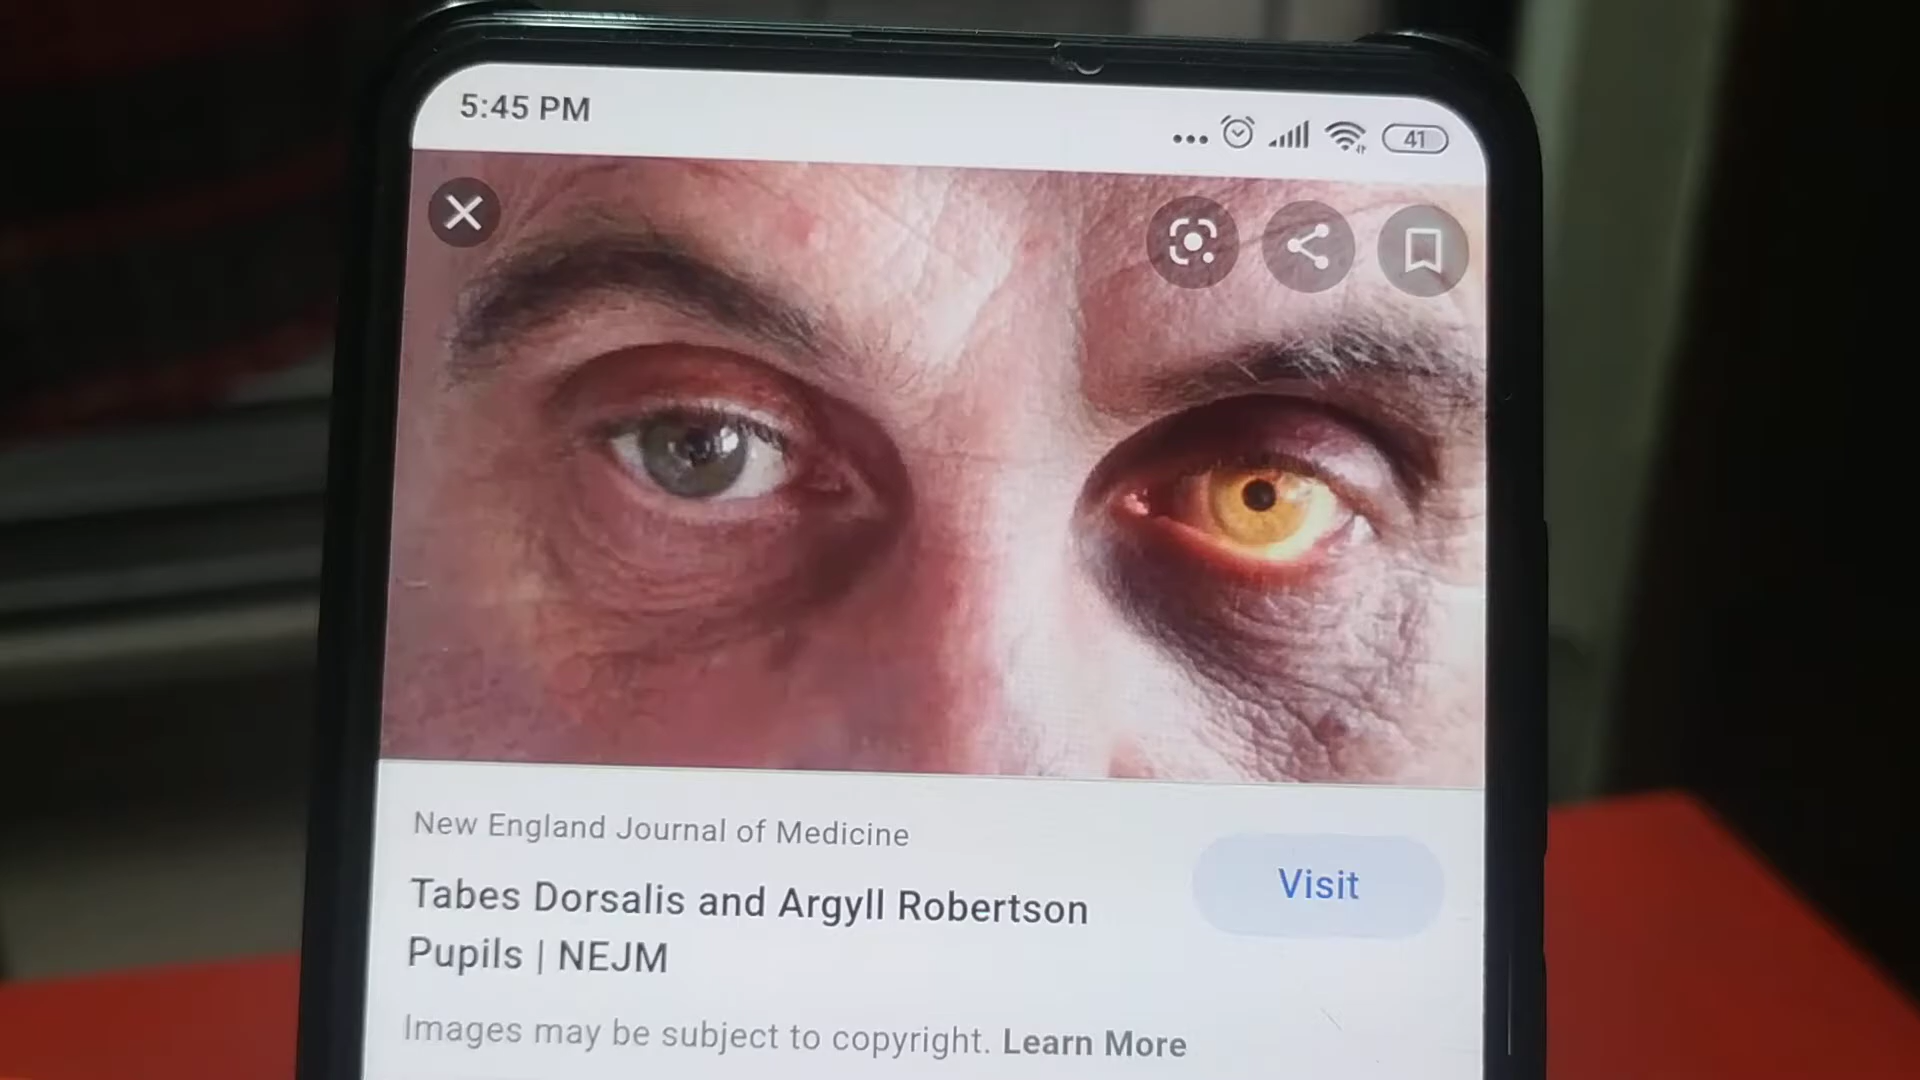 5:45 PM
41
New England Journal of Medicine
Visit
Tabes Dorsalis and Argyll Robertson
Pupils | NEJM
Images may be subject to copyright. Learn More